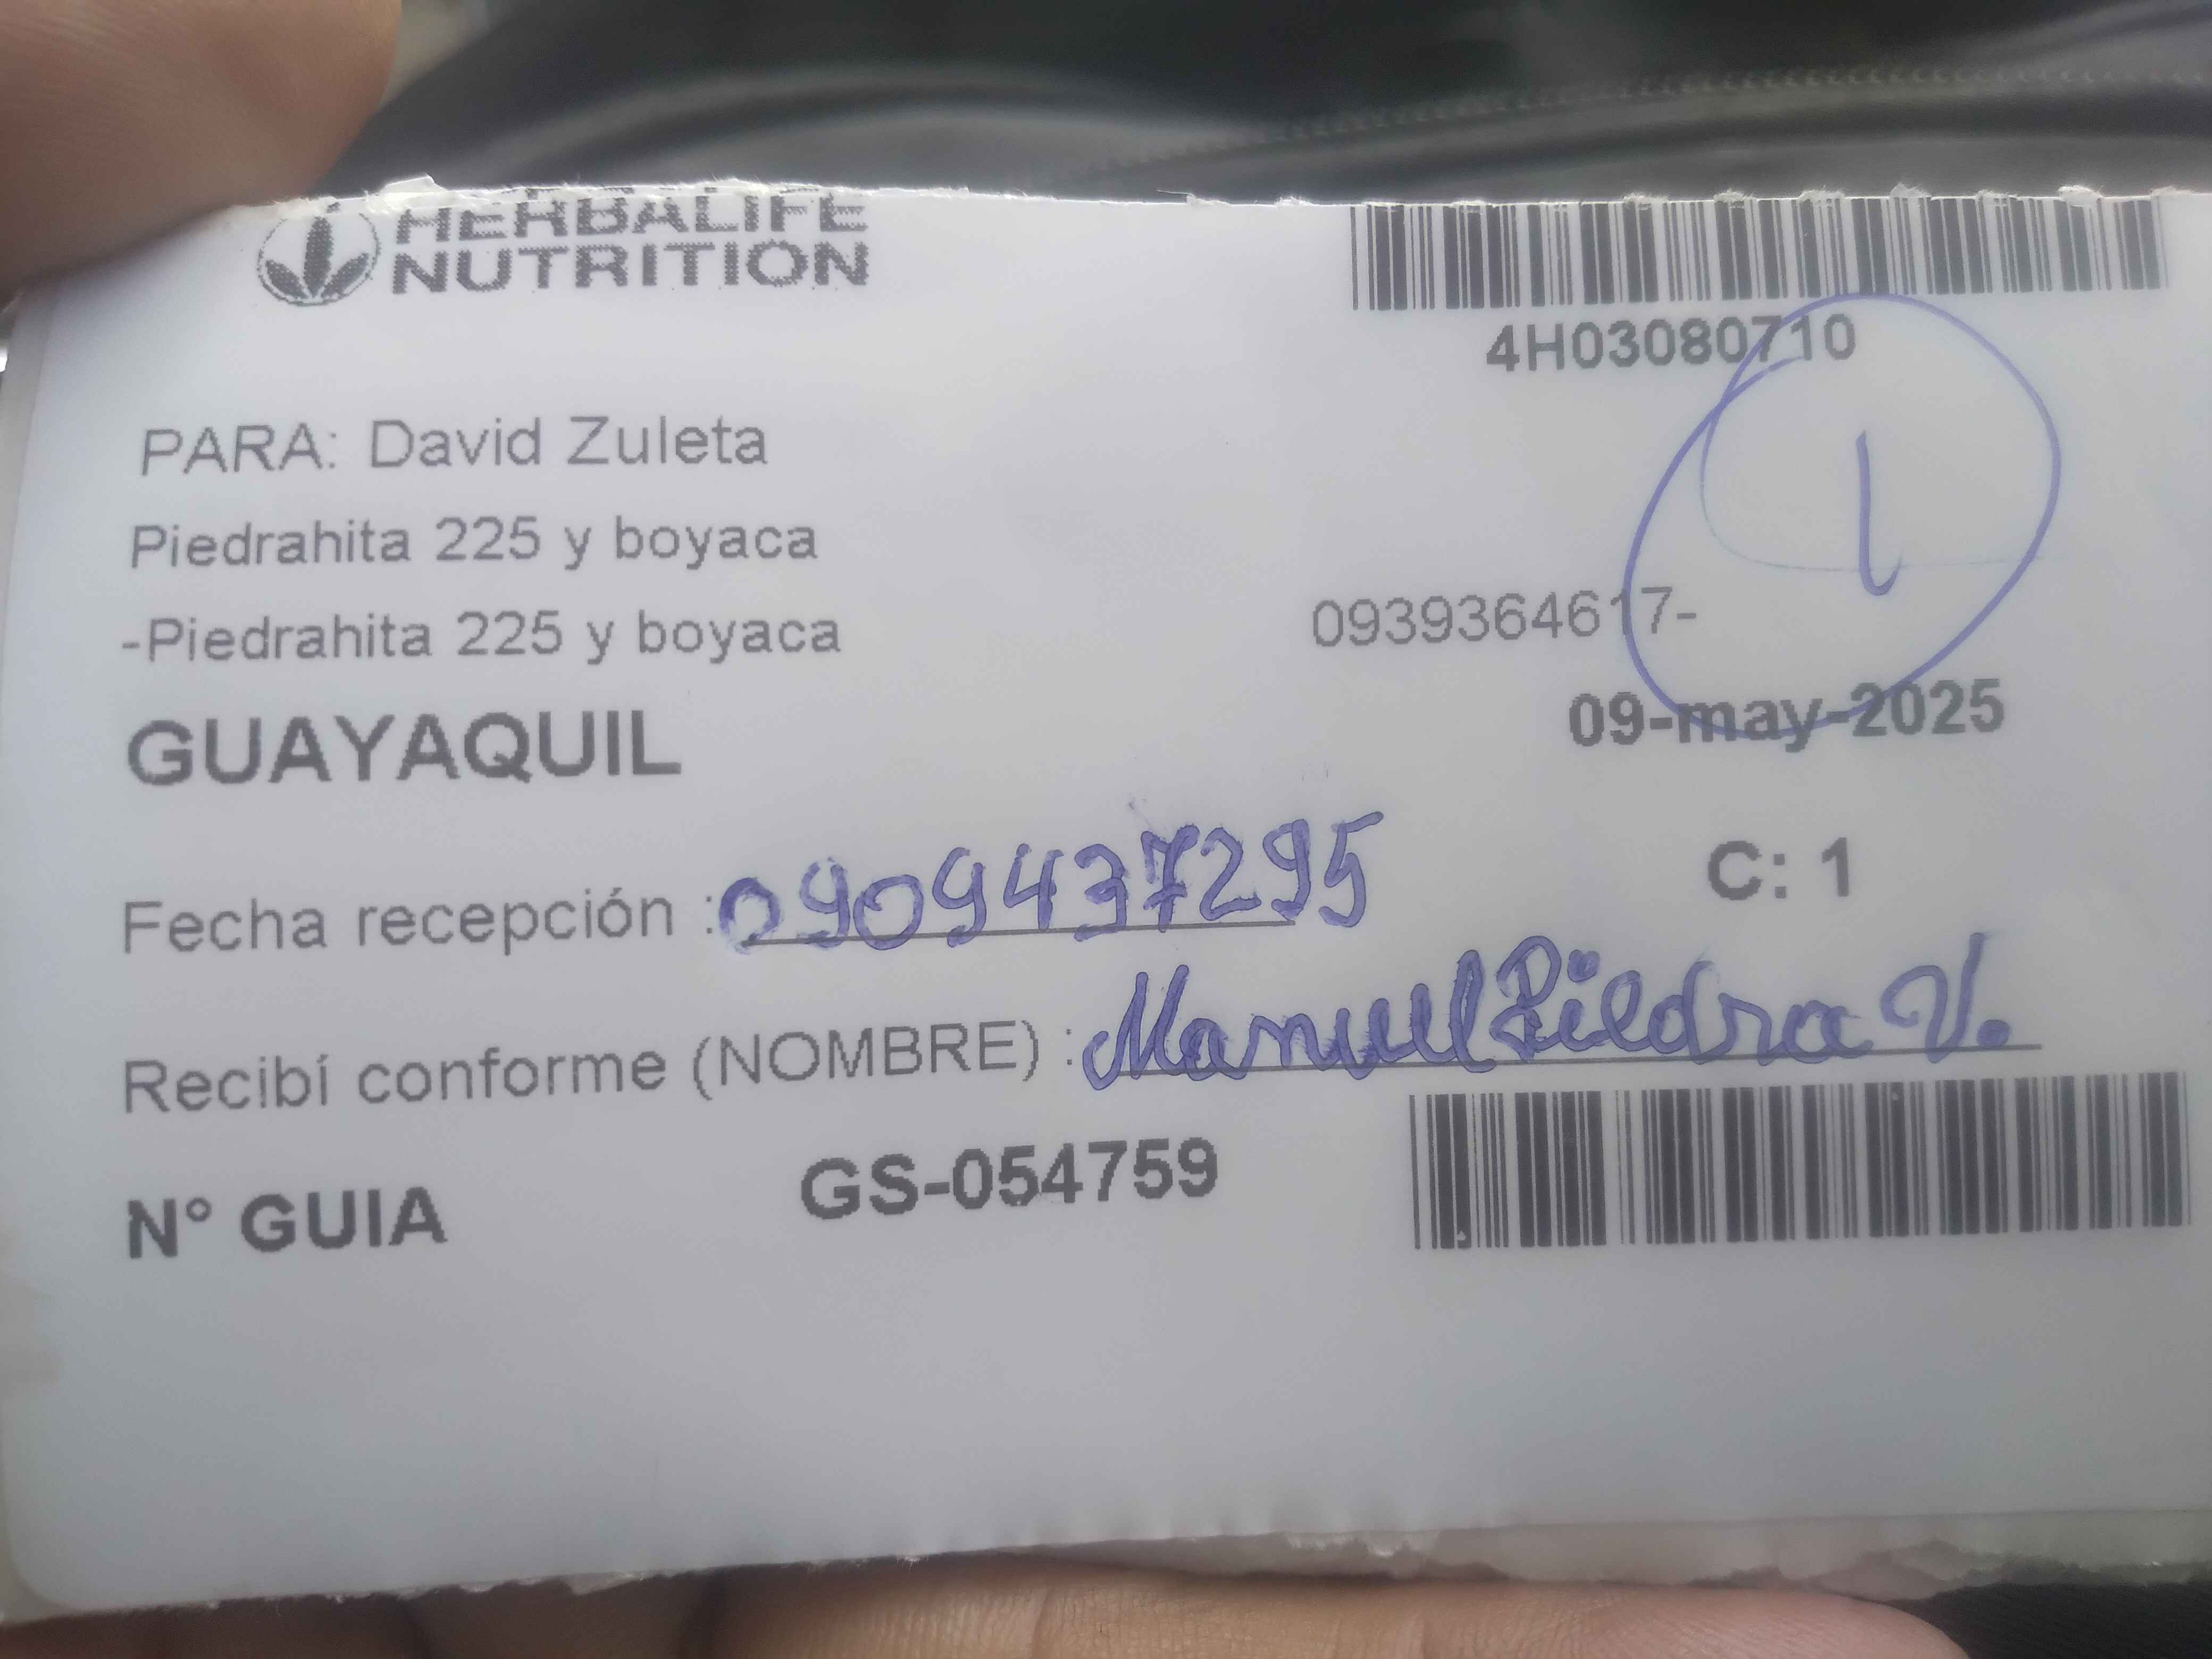 HERBALIFE
NUTRITION
4H03080710
PARA: David Zuleta
1
Piedrahita 225 y boyaca
-Piedrahita 225 y boyaca
0939364617-
GUAYAQUIL
09-may-2025
Fecha recepción : 0909437295
C: 1
Recibí conforme (NOMBRE) : Manuel Piedra V.
N° GUIA GS-054759